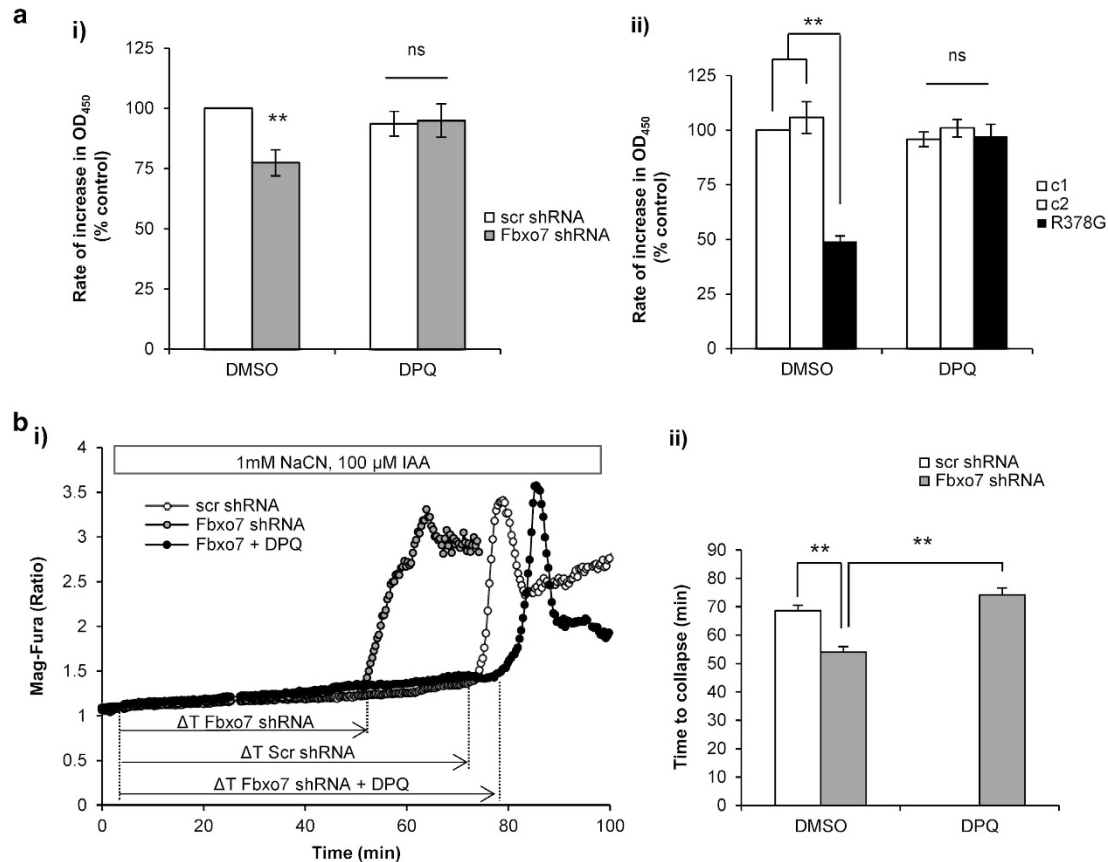 a
i)
Rate of increase in OD450
(% control)
125
100
75
50
25
0
**
ns
DMSO
DPQ
scr shRNA
Fbxo7 shRNA
ii)
Rate of increase in OD450
(% control)
125
100
75
50
25
0
**
ns
DMSO
DPQ
c1
c2
R378G
b
i)
Mag-Fura (Ratio)
4
3.5
3
2.5
2
1.5
1
0.5
0
1mM NaCN, 100 µM IAA
scr shRNA
Fbxo7 shRNA
Fbxo7 + DPQ
ΔT Fbxo7 shRNA
ΔT Scr shRNA
ΔT Fbxo7 shRNA + DPQ
0
20
40
60
80
100
Time (min)
ii)
scr shRNA
Fbxo7 shRNA
Time to collapse (min)
90
80
70
60
50
40
30
20
10
0
**
**
DMSO
DPQ